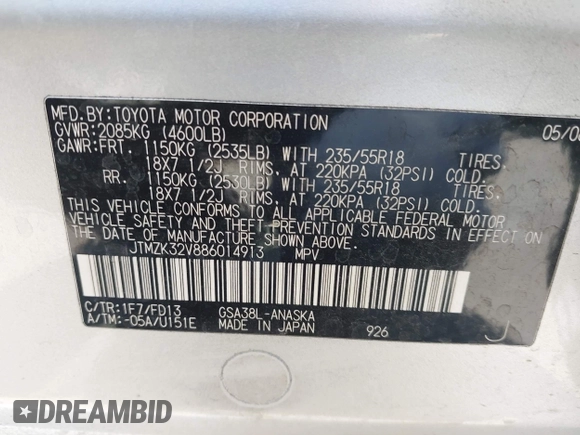 MFD.BY:TOYOTA MOTOR CORPORATION 05/0
GVWR:2085KG (4600LB)
GAWR:FRT. 1150KG (2535LB) WITH 235/55R18 TIRES.
18X7 1/2J RIMS, AT 220KPA (32PSI) COLD.
RR. 1150KG (2530LB) WITH 235/55R18 TIRES.
18X7 1/2J RIMS, AT 220KPA (32PSI) COLD.
THIS VEHICLE CONFORMS TO ALL APPLICABLE FEDERAL MOTOR
VEHICLE SAFETY AND THEFT PREVENTION STANDARDS IN EFFECT ON
THE DATE OF MANUFACTURE SHOWN ABOVE.
JTMZK32V886014913 MPV
C/TR:1F7/FD13 GSA38L-ANASKA
A/TM:-05A/U151E MADE IN JAPAN 926 J
DREAMBID